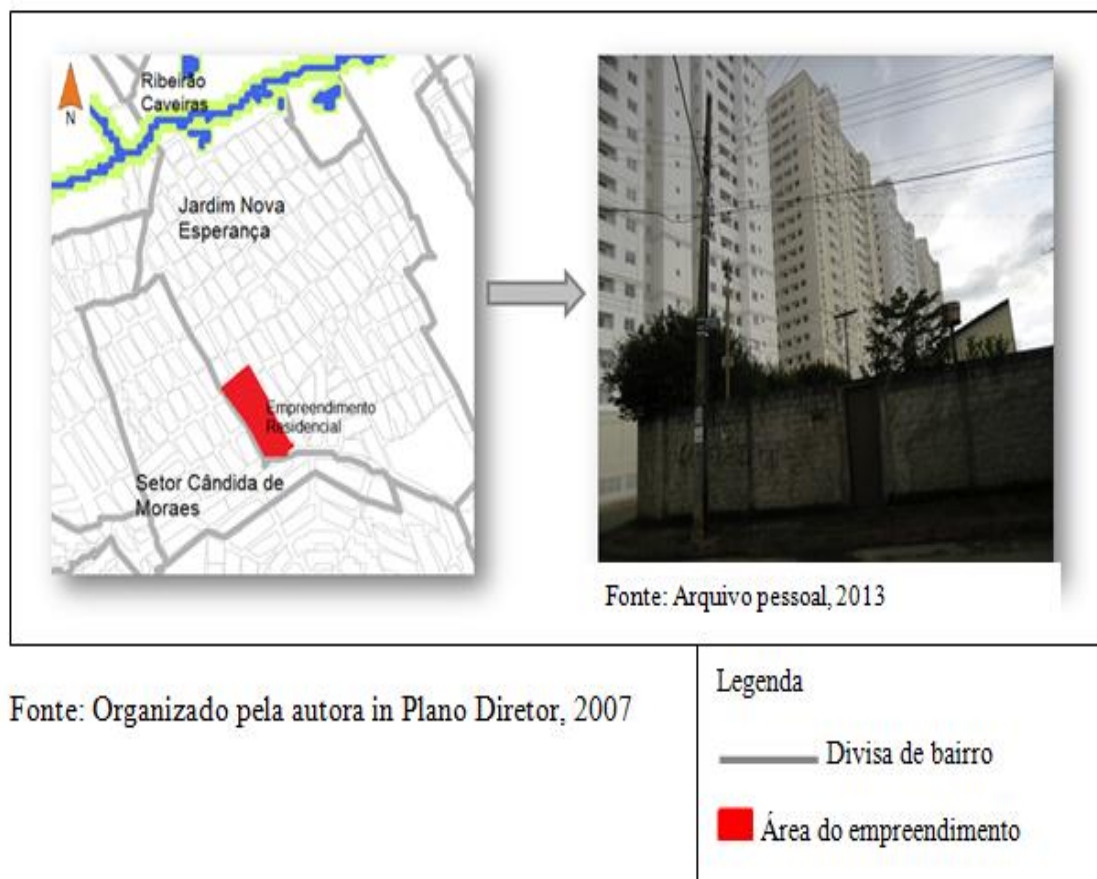 Ribeirão
Caveiras
N
Jardim Nova
Esperança
Empreendimento
Residencial
Setor Cândida de
Moraes
Fonte: Arquivo pessoal, 2013
Fonte: Organizado pela autora in Plano Diretor, 2007
Legenda
Divisa de bairro
Área do empreendimento